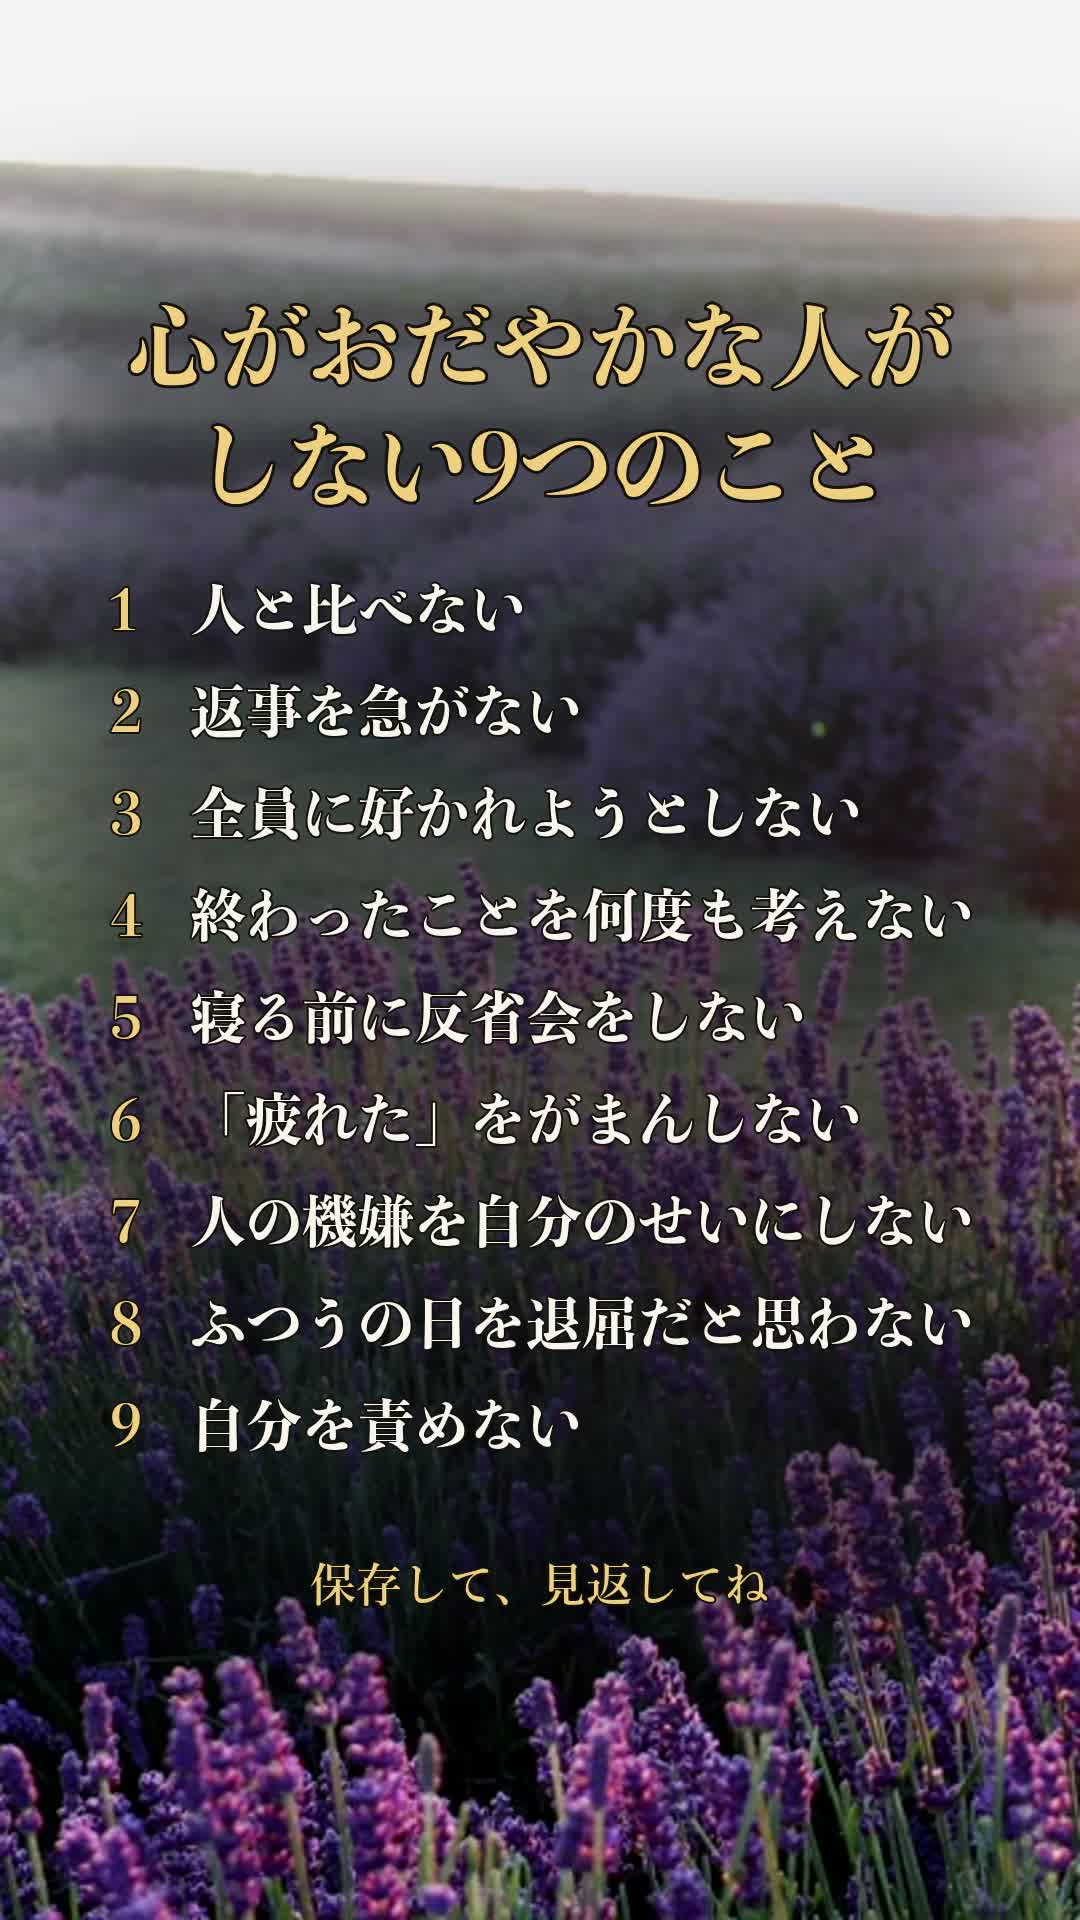 心がおだやかな人が
しない9つのこと
1 人と比べない
2 返事を急がない
3 全員に好かれようとしない
4 終わったことを何度も考えない
5 寝る前に反省会をしない
6 「疲れた」をがまんしない
7 人の機嫌を自分のせいにしない
8 ふつうの日を退屈だと思わない
9 自分を責めない
保存して、見返してね